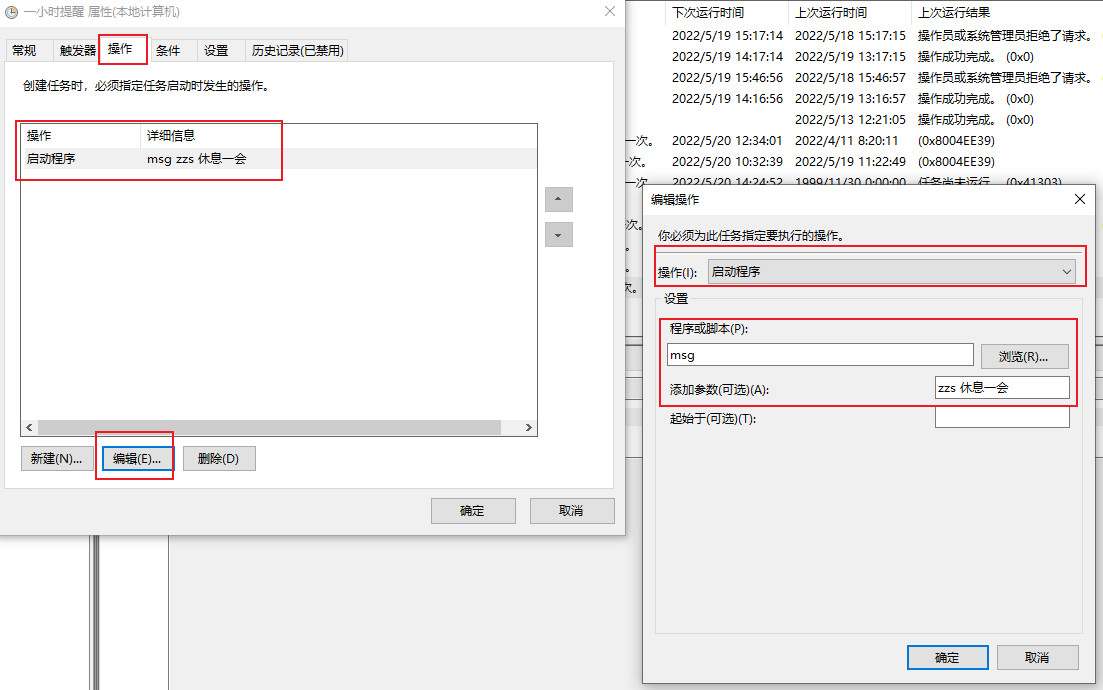 一小时提醒 属性(本地计算机)
常规 触发器 操作 条件 设置 历史记录(已禁用)
创建任务时，必须指定任务启动时发生的操作。
操作 详细信息
启动程序 msg zzs 休息一会
新建(N)... 编辑(E)... 删除(D)
确定 取消
下次运行时间 上次运行时间 上次运行结果
2022/5/19 15:17:14 2022/5/18 15:17:15 操作员或系统管理员拒绝了请求。
2022/5/19 14:17:14 2022/5/19 13:17:15 操作成功完成。 (0x0)
2022/5/19 15:46:56 2022/5/18 15:46:57 操作员或系统管理员拒绝了请求。
2022/5/19 14:16:56 2022/5/19 13:16:57 操作成功完成。 (0x0)
2022/5/13 12:21:05 操作成功完成。 (0x0)
一次。 2022/5/20 12:34:01 2022/4/11 8:20:11 (0x8004EE39)
一次。 2022/5/20 10:32:39 2022/5/19 11:22:49 (0x8004EE39)
一次 2022/5/20 14:24:52 1999/11/30 0:00:00 任务尚未运行。 (0x41303)
次。
次。
编辑操作
你必须为此任务指定要执行的操作。
操作(I): 启动程序
设置
程序或脚本(P):
msg 浏览(R)...
添加参数(可选)(A): zzs 休息一会
起始于(可选)(T):
确定 取消